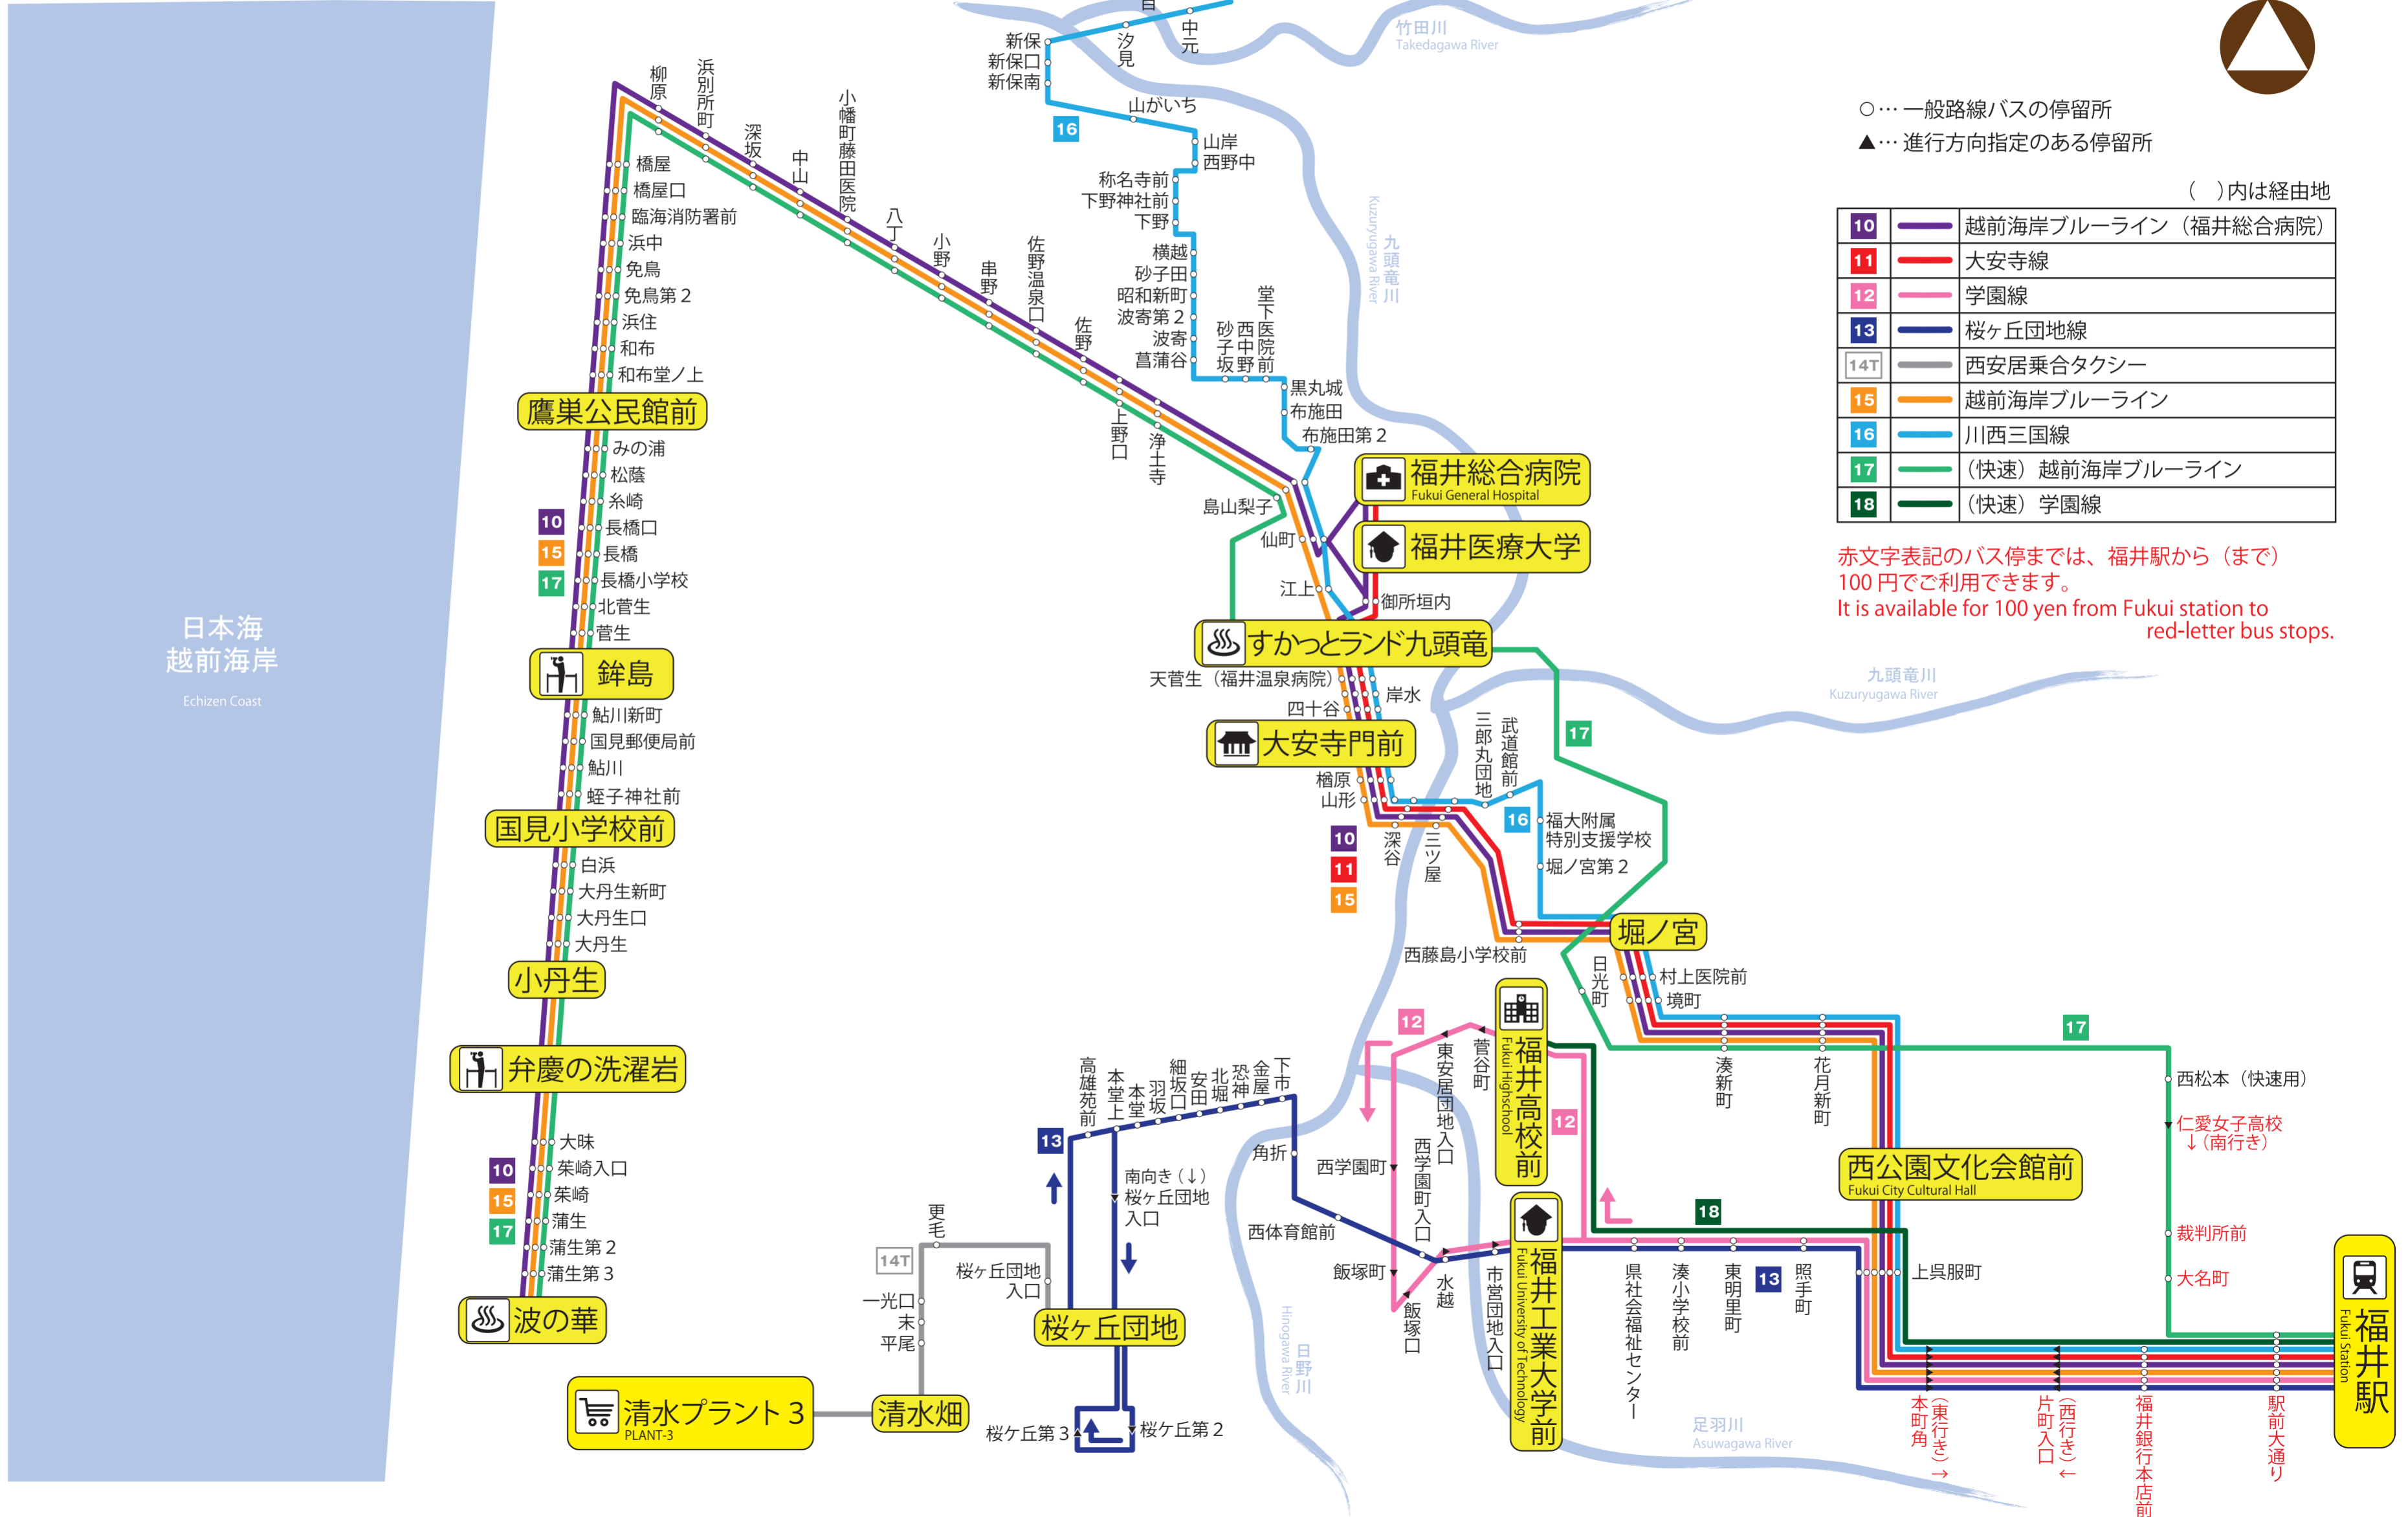 目
中元
汐見
新保
新保口
新保南
山がいち
16
山岸
西野中
称名寺前
下野神社前
下野
横越
砂子田
昭和新町
波寄第2
波寄
菖蒲谷
砂子坂
西中野
堂下医院前
黒丸城
布施田
布施田第2
竹田川
Takedagawa River
九頭竜川
Kuzuryugawa River
○…一般路線バスの停留所
▲…進行方向指定のある停留所
(　)内は経由地
10 越前海岸ブルーライン（福井総合病院）
11 大安寺線
12 学園線
13 桜ヶ丘団地線
14T 西安居乗合タクシー
15 越前海岸ブルーライン
16 川西三国線
17 （快速）越前海岸ブルーライン
18 （快速）学園線
赤文字表記のバス停までは、福井駅から（まで）
100 円でご利用できます。
It is available for 100 yen from Fukui station to
red-letter bus stops.
柳原
浜別所町
深坂
中山
小幡町藤田医院
八丁
小野
串野
佐野温泉口
佐野
上野口
浄土寺
島山梨子
仙町
江上
橋屋
橋屋口
臨海消防署前
浜中
免鳥
免鳥第2
浜住
和布
和布堂ノ上
鷹巣公民館前
みの浦
松蔭
糸崎
長橋口
長橋
長橋小学校
北菅生
菅生
10
15
17
鉾島
鮎川新町
国見郵便局前
鮎川
蛭子神社前
国見小学校前
白浜
大丹生新町
大丹生口
大丹生
小丹生
弁慶の洗濯岩
大味
茱崎入口
茱崎
蒲生
蒲生第2
蒲生第3
10
15
17
波の華
日本海
越前海岸
Echizen Coast
福井総合病院
Fukui General Hospital
福井医療大学
御所垣内
すかっとランド九頭竜
天菅生（福井温泉病院）
岸水
四十谷
大安寺門前
楢原
山形
10
11
15
深谷
三ツ屋
三郎丸団地
武道館前
16
福大附属
特別支援学校
堀ノ宮第2
17
九頭竜川
Kuzuryugawa River
西藤島小学校前
堀ノ宮
日光町
村上医院前
境町
湊新町
花月新町
17
西松本（快速用）
仁愛女子高校
↓（南行き）
裁判所前
大名町
西公園文化会館前
Fukui City Cultural Hall
上呉服町
福井高校前
Fukui Highschool
菅谷町
東安居団地入口
12
12
西学園町
西学園町入口
飯塚町
飯塚口
水越
市営団地入口
福井工業大学前
Fukui University of Technology
18
県社会福祉センター
湊小学校前
東明里町
13
照手町
高雄苑前
本堂上
本堂
羽坂
細坂口
安田
北堀
恐神
金屋
下市
角折
西体育館前
13
南向き（↓）
桜ヶ丘団地
入口
更毛
14T
桜ヶ丘団地
入口
一光口
末
平尾
桜ヶ丘団地
清水プラント3
PLANT-3
清水畑
桜ケ丘第3
桜ケ丘第2
日野川
Hinogawa River
足羽川
Asuwagawa River
本町角
（東行き）→
片町入口
（西行き）←
福井銀行本店前
駅前大通り
福井駅
Fukui Station